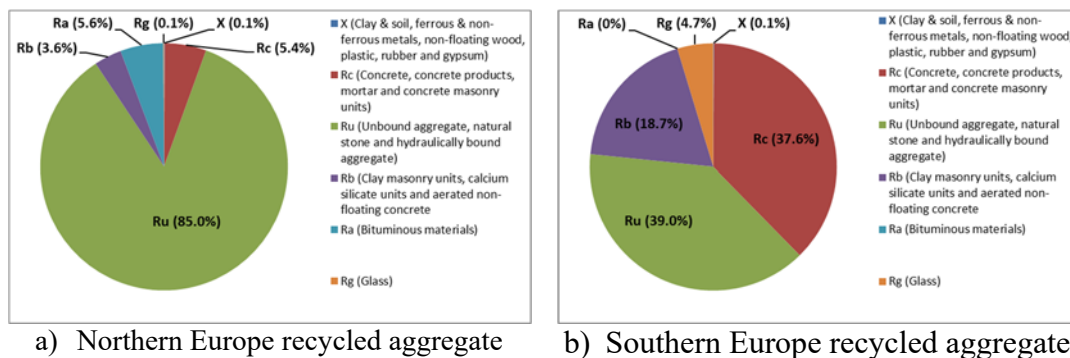 Ra (5.6%)
Rg (0.1%)
X (0.1%)
Rb (3.6%)
Rc (5.4%)
Ru (85.0%)
X (Clay & soil, ferrous & non-
ferrous metals, non-floating wood,
plastic, rubber and gypsum)
Rc (Concrete, concrete products,
mortar and concrete masonry
units)
Ru (Unbound aggregate, natural
stone and hydraulically bound
aggregate)
Rb (Clay masonry units, calcium
silicate units and aerated non-
floating concrete
Ra (Bituminous materials)
Rg (Glass)
a) Northern Europe recycled aggregate
Ra (0%)
Rg (4.7%)
X (0.1%)
Rb (18.7%)
Rc (37.6%)
Ru (39.0%)
X (Clay & soil, ferrous & non-
ferrous metals, non-floating wood,
plastic, rubber and gypsum)
Rc (Concrete, concrete products,
mortar and concrete masonry
units)
Ru (Unbound aggregate, natural
stone and hydraulically bound
aggregate)
Rb (Clay masonry units, calcium
silicate units and aerated non-
floating concrete
Ra (Bituminous materials)
Rg (Glass)
b) Southern Europe recycled aggregate